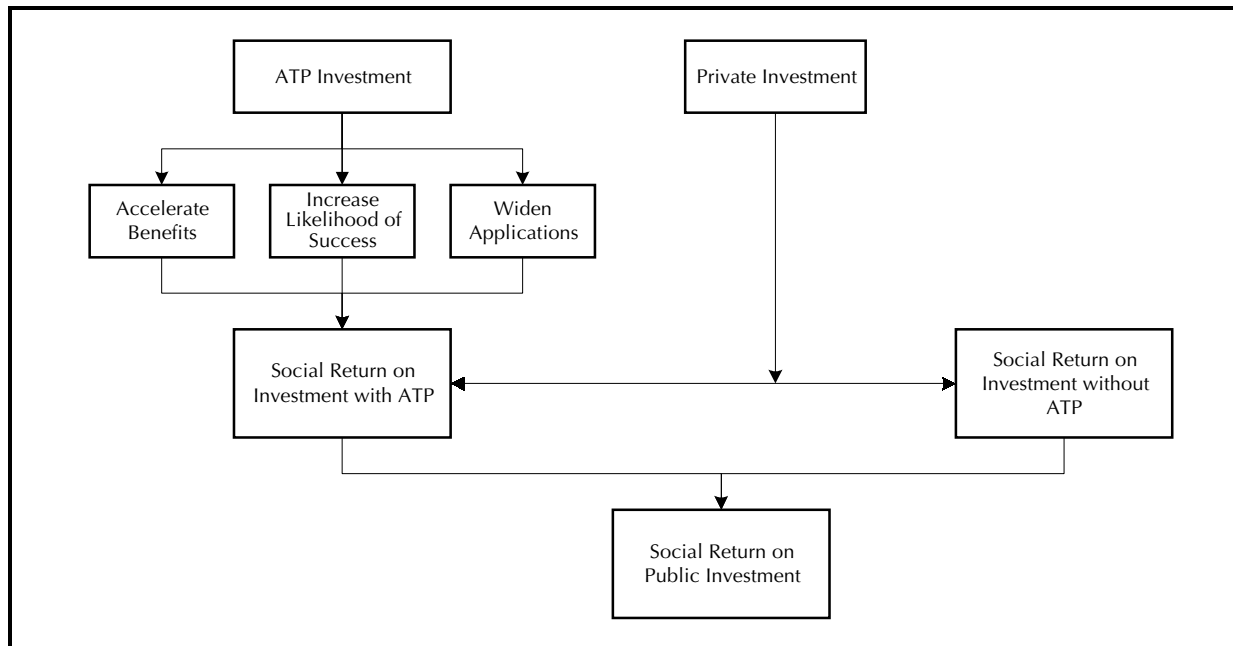 ATP Investment
Private Investment
Accelerate
Benefits
Increase
Likelihood of
Success
Widen
Applications
Social Return on
Investment with ATP
Social Return on
Investment without
ATP
Social Return on
Public Investment